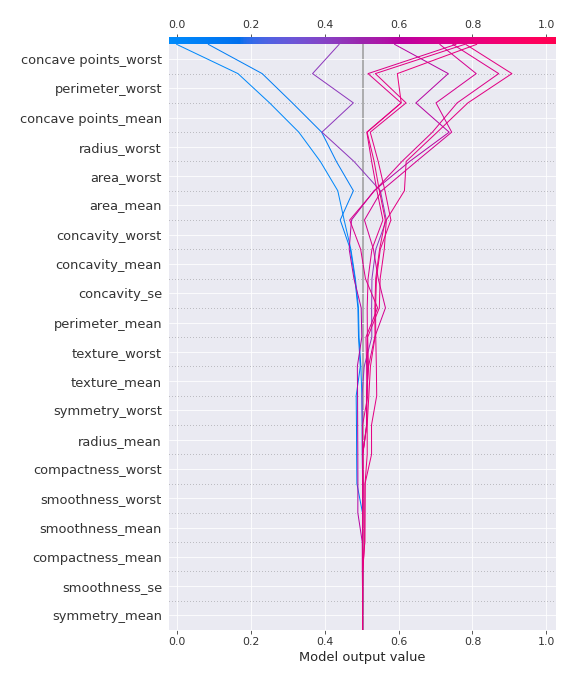 0.0 0.2 0.4 0.6 0.8 1.0
concave points_worst
perimeter_worst
concave points_mean
radius_worst
area_worst
area_mean
concavity_worst
concavity_mean
concavity_se
perimeter_mean
texture_worst
texture_mean
symmetry_worst
radius_mean
compactness_worst
smoothness_worst
smoothness_mean
compactness_mean
smoothness_se
symmetry_mean
0.0 0.2 0.4 0.6 0.8 1.0
Model output value